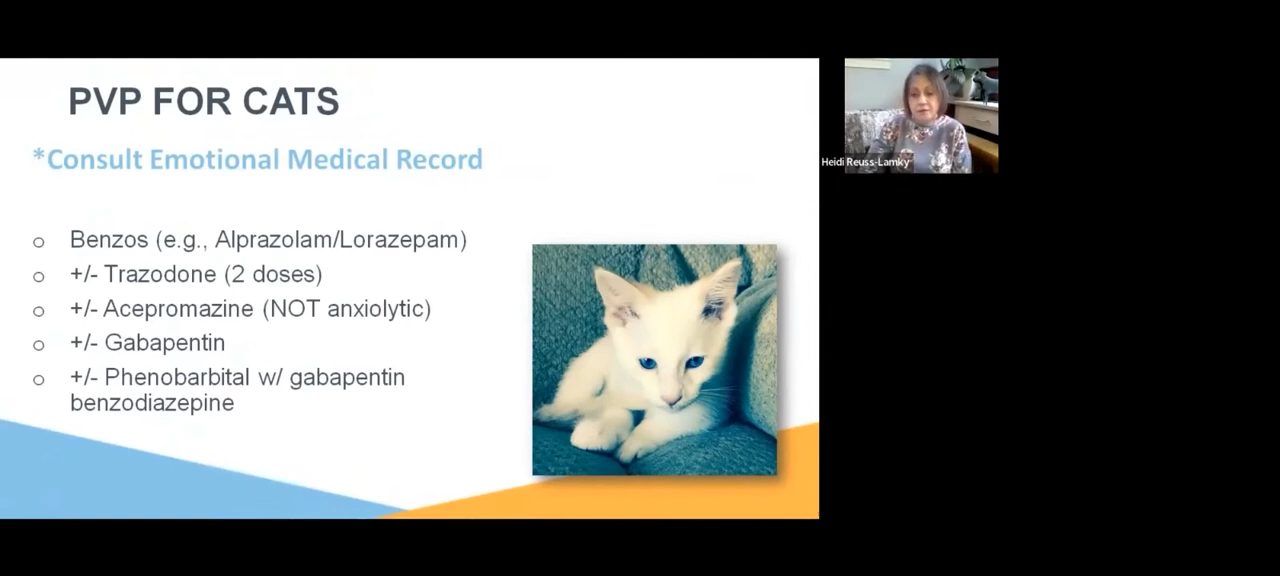 PVP FOR CATS
*Consult Emotional Medical Record
o Benzos (e.g., Alprazolam/Lorazepam)
o +/- Trazodone (2 doses)
o +/- Acepromazine (NOT anxiolytic)
o +/- Gabapentin
o +/- Phenobarbital w/ gabapentin
benzodiazepine
Heidi Reuss-Lamky